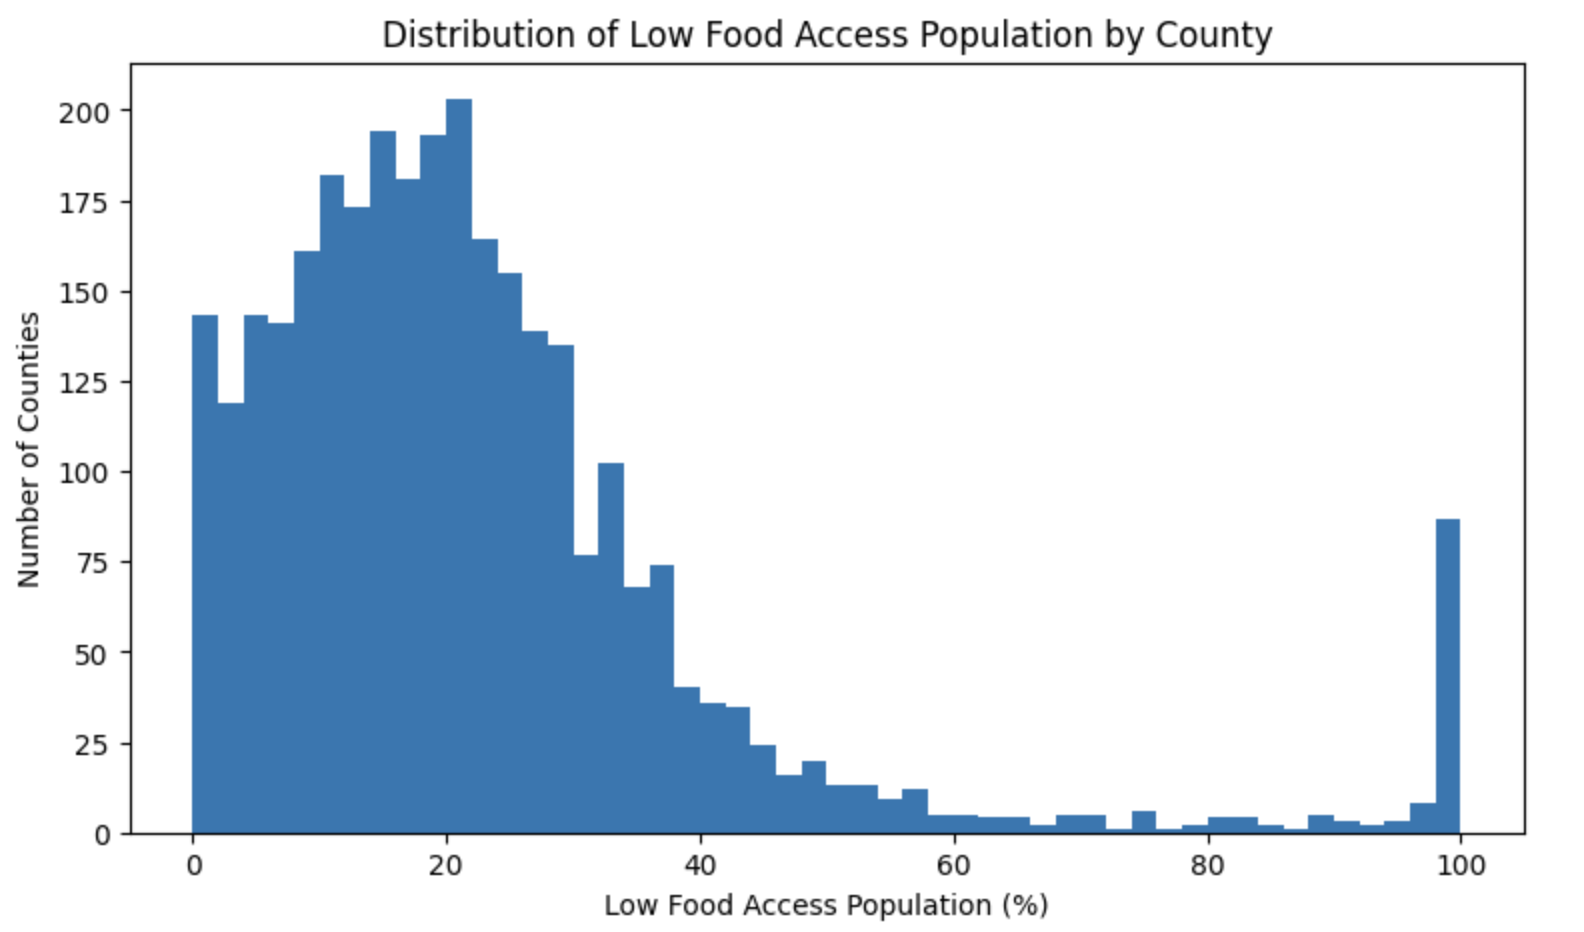 Distribution of Low Food Access Population by County
200
175
150
125
100
75
50
25
0
Number of Counties
0 20 40 60 80 100
Low Food Access Population (%)